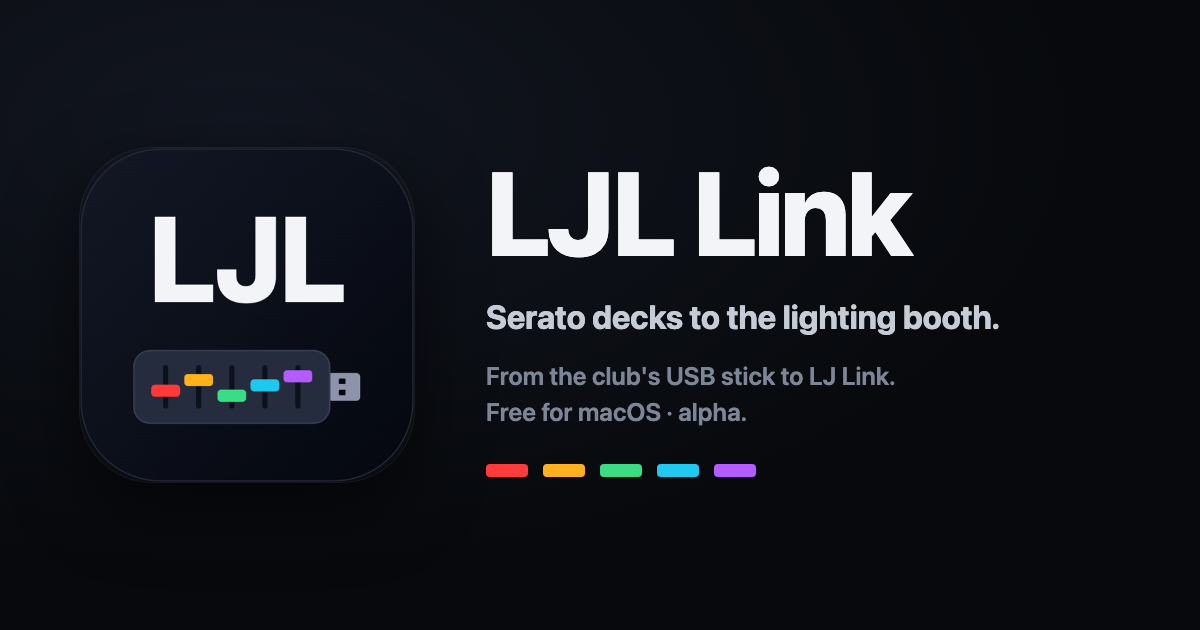 LJL
LJL Link
Serato decks to the lighting booth.
From the club's USB stick to LJ Link.
Free for macOS · alpha.